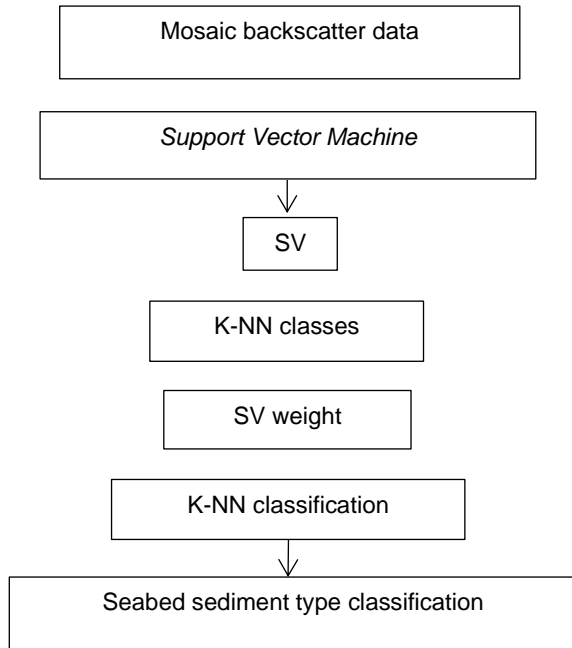 Mosaic backscatter data
Support Vector Machine
SV
K-NN classes
SV weight
K-NN classification
Seabed sediment type classification